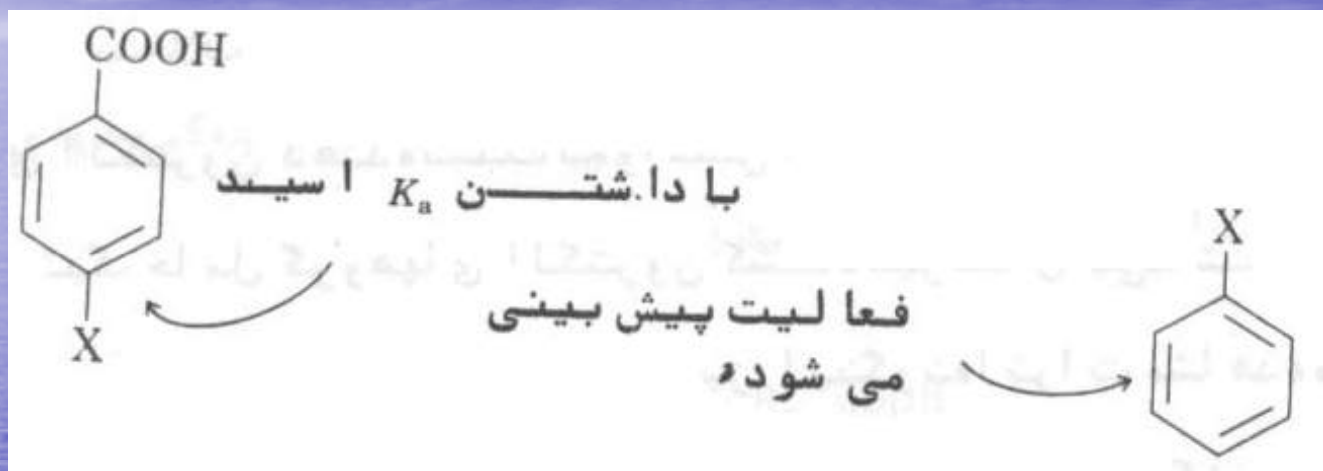 COOH
با داشتن Ka اسید
X
فعالیت پیش بینی
می شود.
X